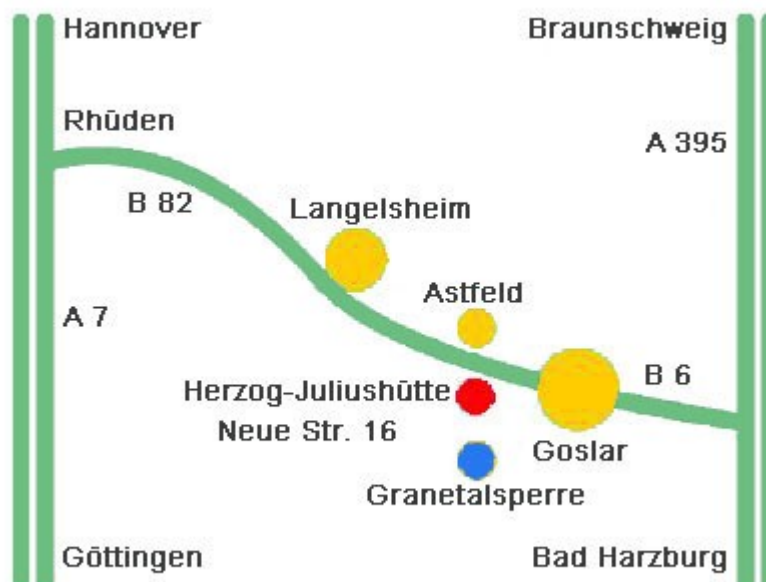 Hannover
Braunschweig
Rhüden
A 395
B 82
Langelsheim
Astfeld
A 7
B 6
Herzog-Juliushütte
Neue Str. 16
Goslar
Granetalsperre
Göttingen
Bad Harzburg